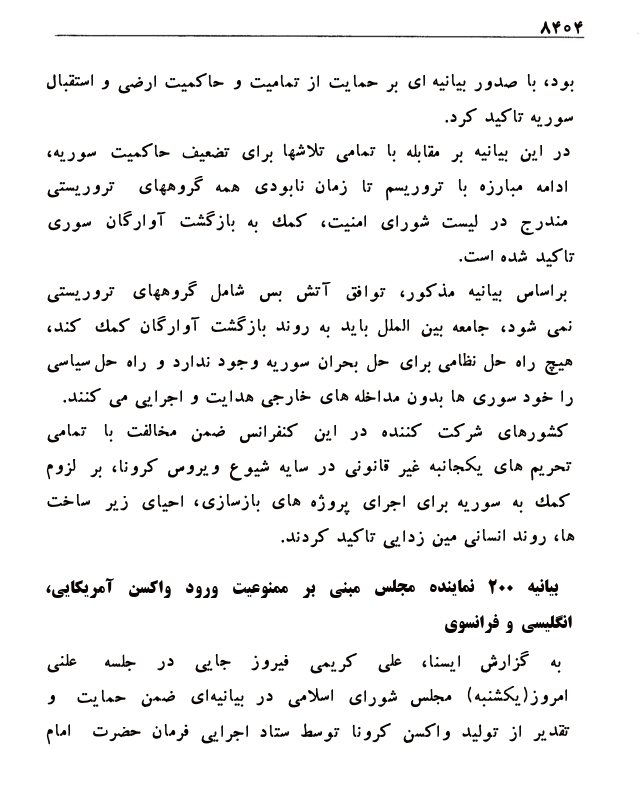 ۸۴۰۴
بود، با صدور بیانیه ای بر حمایت از تمامیت و حاکمیت ارضی و استقبال
سوریه تاکید کرد.
در این بیانیه بر مقابله با تمامی تلاشها برای تضعیف حاکمیت سوریه،
ادامه مبارزه با تروریسم تا زمان نابودی همه گروههای تروریستی
مندرج در لیست شورای امنیت، کمك به بازگشت آوارگان سوری
تاکید شده است.
براساس بیانیه مذکور، توافق آتش بس شامل گروههای تروریستی
نمی شود، جامعه بین الملل باید به روند بازگشت آوارگان کمك کند،
هیچ راه حل نظامی برای حل بحران سوریه وجود ندارد و راه حل سیاسی
را خود سوری ها بدون مداخله های خارجی هدایت و اجرایی می کنند.
کشورهای شرکت کننده در این کنفرانس ضمن مخالفت با تمامی
تحریم های یکجانبه غیر قانونی در سایه شیوع ویروس کرونا، بر لزوم
کمك به سوریه برای اجرای پروژه های بازسازی، احیای زیر ساخت
ها، روند انسانی مین زدایی تاکید کردند.
بیانیه ۲۰۰ نماینده مجلس مبنی بر ممنوعیت ورود واکسن آمریکایی،
انگلیسی و فرانسوی
به گزارش ایسنا، علی کریمی فیروز جایی در جلسه علنی
امروز(یکشنبه) مجلس شورای اسلامی در بیانیه‌ای ضمن حمایت و
تقدیر از تولید واکسن کرونا توسط ستاد اجرایی فرمان حضرت امام